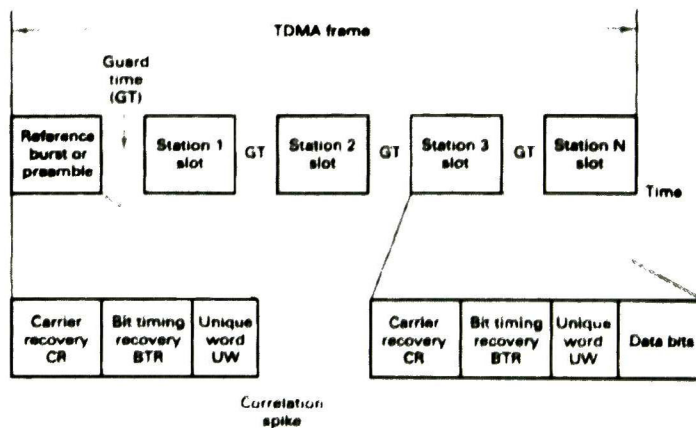 TDMA frame
Guard
time
(GT)
Reference
burst or
preamble
Station 1
slot
GT
Station 2
slot
GT
Station 3
slot
GT
Station N
slot
Time
Carrier
recovery
CR
Bit timing
recovery
BTR
Unique
word
UW
Carrier
recovery
CR
Bit timing
recovery
BTR
Unique
word
UW
Data bits
Correlation
spike